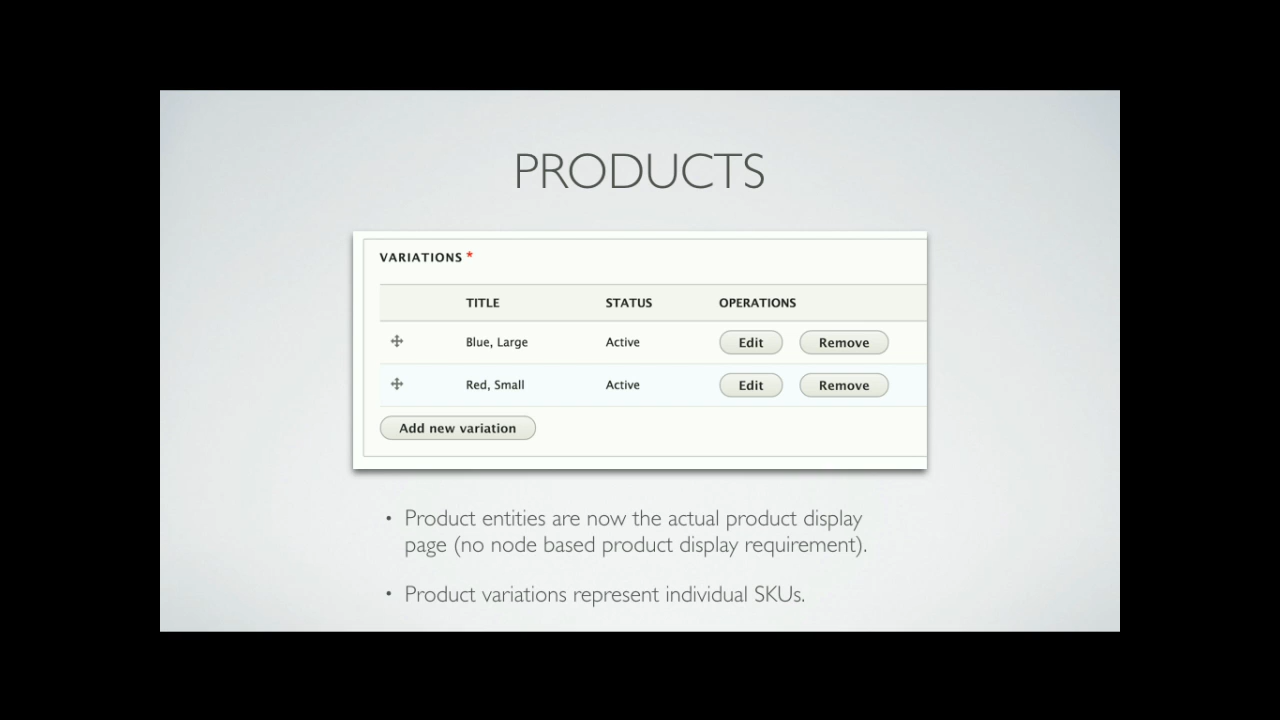 PRODUCTS
VARIATIONS *
TITLE STATUS OPERATIONS
Blue, Large Active Edit Remove
Red, Small Active Edit Remove
Add new variation
• Product entities are now the actual product display
page (no node based product display requirement).
• Product variations represent individual SKUs.